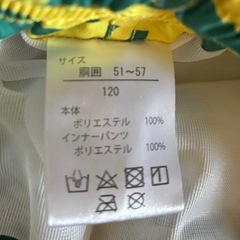 サイズ
胴囲 51～57
120
本体
ポリエステル 100%
インナーパンツ
ポリエステル 100%